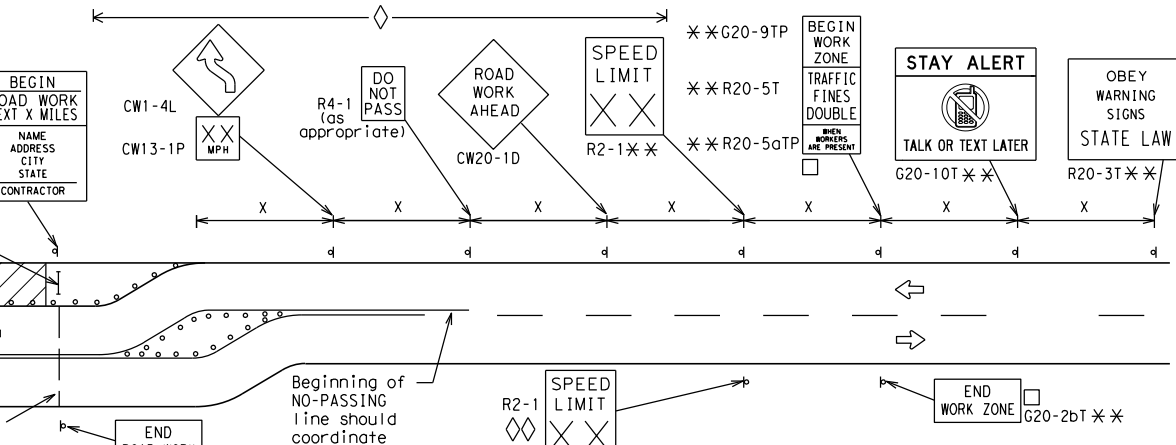 BEGIN
ROAD WORK
NEXT X MILES
NAME
ADDRESS
CITY
STATE
CONTRACTOR
CW1-4L
CW13-1P
XX
MPH
R4-1
(as
appropriate)
DO
NOT
PASS
ROAD
WORK
AHEAD
CW20-1D
SPEED
LIMIT
X X
R2-1**
**G20-9TP
**R20-5T
**R20-5aTP
BEGIN
WORK
ZONE
TRAFFIC
FINES
DOUBLE
WHEN
WORKERS
ARE PRESENT
STAY ALERT
TALK OR TEXT LATER
G20-10T**
OBEY
WARNING
SIGNS
STATE LAW
R20-3T**
X X X X X X X
Beginning of
NO-PASSING
line should
coordinate
R2-1
SPEED
LIMIT
X X
END
WORK ZONE
G20-2bT**
END